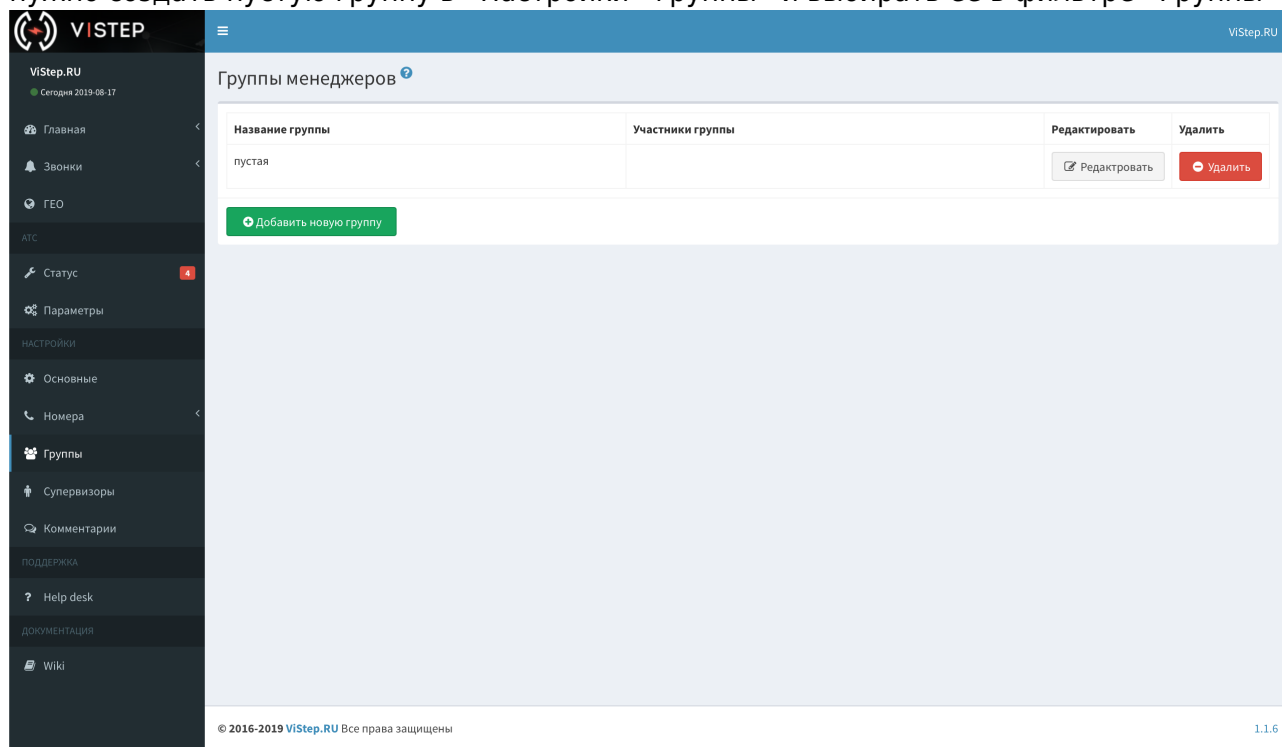 нужно создать пустую группу в "Настройки - Группы" и выбирать ее в фильтре "Группы"
VISTEP
ViStep.RU
ViStep.RU
Сегодня 2019-08-17
Группы менеджеров ?
Главная
Звонки
ГЕО
АТС
Статус 4
Параметры
НАСТРОЙКИ
Основные
Номера
Группы
Супервизоры
Комментарии
ПОДДЕРЖКА
? Help desk
ДОКУМЕНТАЦИЯ
Wiki
Название группы Участники группы Редактировать Удалить
пустая Редактровать Удалить
Добавить новую группу
© 2016-2019 ViStep.RU Все права защищены 1.1.6